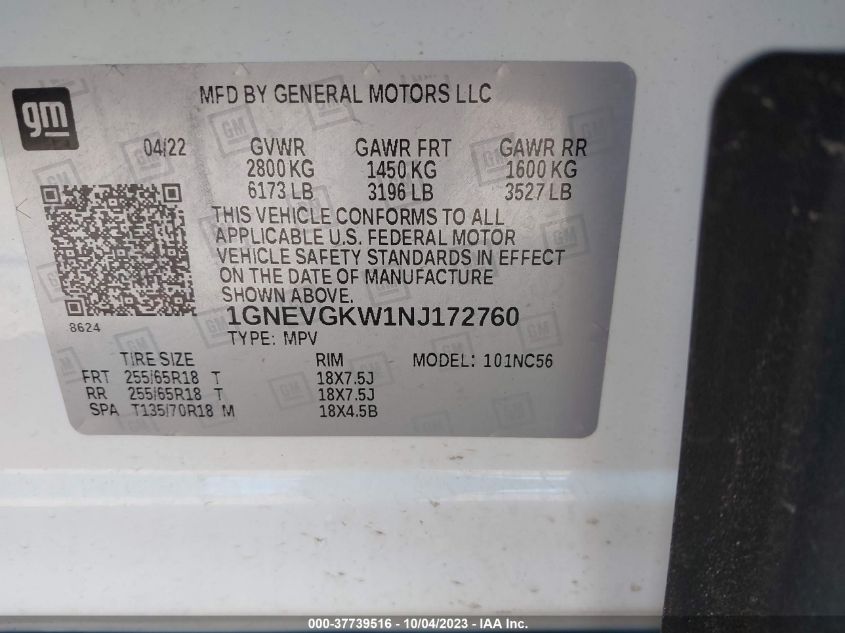 gm
MFD BY GENERAL MOTORS LLC
04/22 GVWR GAWR FRT GAWR RR
2800 KG 1450 KG 1600 KG
6173 LB 3196 LB 3527 LB
THIS VEHICLE CONFORMS TO ALL
APPLICABLE U.S. FEDERAL MOTOR
VEHICLE SAFETY STANDARDS IN EFFECT
ON THE DATE OF MANUFACTURE
SHOWN ABOVE.
8624
1GNEVGKW1NJ172760
TYPE: MPV
TIRE SIZE RIM MODEL: 101NC56
FRT 255/65R18 T 18X7.5J
RR 255/65R18 T 18X7.5J
SPA T135/70R18 M 18X4.5B
000-37739516 - 10/04/2023 - IAAI.com